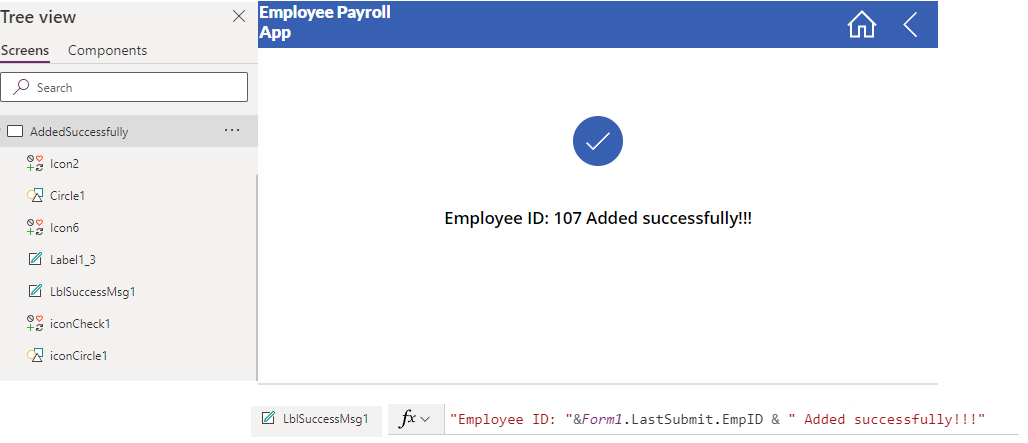 Tree view
Employee Payroll
App
Screens Components
Search
AddedSuccessfully ...
Icon2
Circle1
Icon6
Label1_3
LblSuccessMsg1
iconCheck1
iconCircle1
Employee ID: 107 Added successfully!!!
LblSuccessMsg1 fx "Employee ID: "&Form1.LastSubmit.EmpID & " Added successfully!!!"